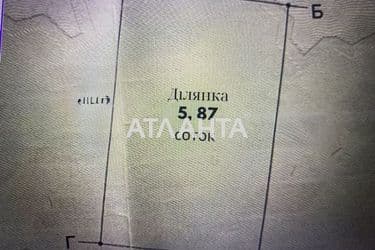 Б
Ділянка
5, 87
АТЛАНТА
соток
Г